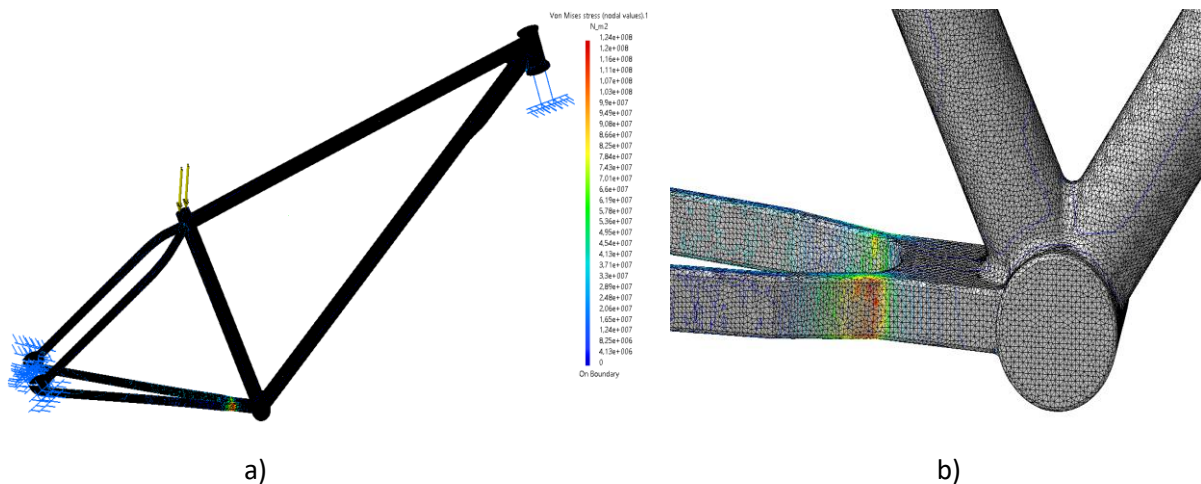 Von Mises stress (nodal values).1
N_m2
1,24e+008
1,2e+008
1,16e+008
1,11e+008
1,07e+008
1,03e+008
9,9e+007
9,49e+007
9,08e+007
8,66e+007
8,25e+007
7,84e+007
7,43e+007
7,01e+007
6,6e+007
6,19e+007
5,78e+007
5,36e+007
4,95e+007
4,54e+007
4,13e+007
3,71e+007
3,3e+007
2,89e+007
2,48e+007
2,06e+007
1,65e+007
1,24e+007
8,25e+006
4,13e+006
0
On Boundary
a)
b)